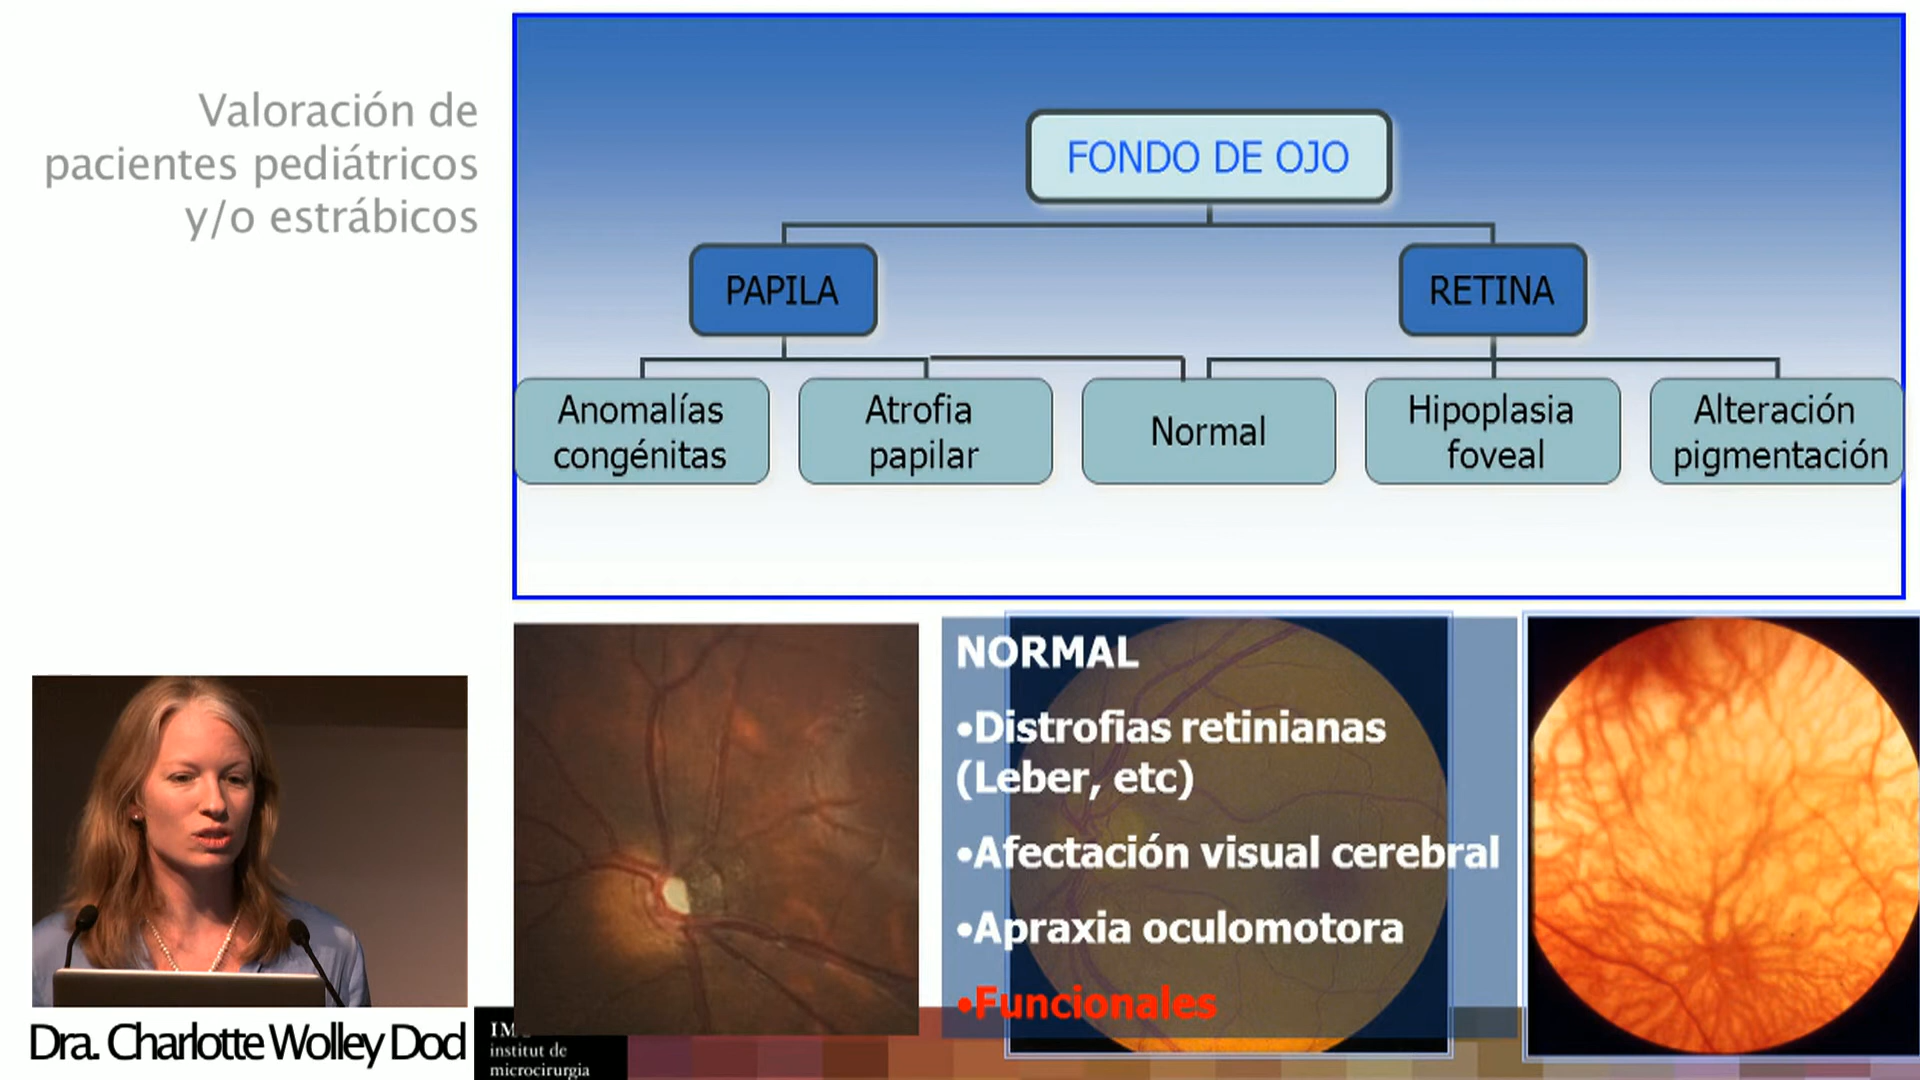 Valoración de
pacientes pediátricos
y/o estrábicos
FONDO DE OJO
PAPILA
RETINA
Anomalías
congénitas
Atrofia
papilar
Normal
Hipoplasia
foveal
Alteración
pigmentación
NORMAL
•Distrofias retinianas
(Leber, etc)
•Afectación visual cerebral
•Apraxia oculomotora
•Funcionales
Dra. Charlotte Wolley Dod
institut de
microcirurgia